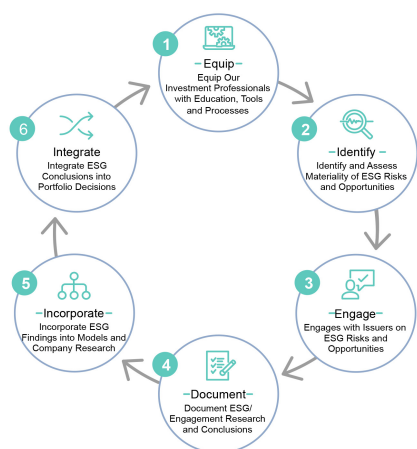 1
Equip
Equip Our
Investment Professionals
with Education, Tools
and Processes
2
Identify
Identify and Assess
Materiality of ESG Risks
and Opportunities
3
Engage
Engages with Issuers on
ESG Risks and
Opportunities
4
Document
Document ESG/
Engagement Research
and Conclusions
5
Incorporate
Incorporate ESG
Findings into Models and
Company Research
6
Integrate
Integrate ESG
Conclusions into
Portfolio Decisions